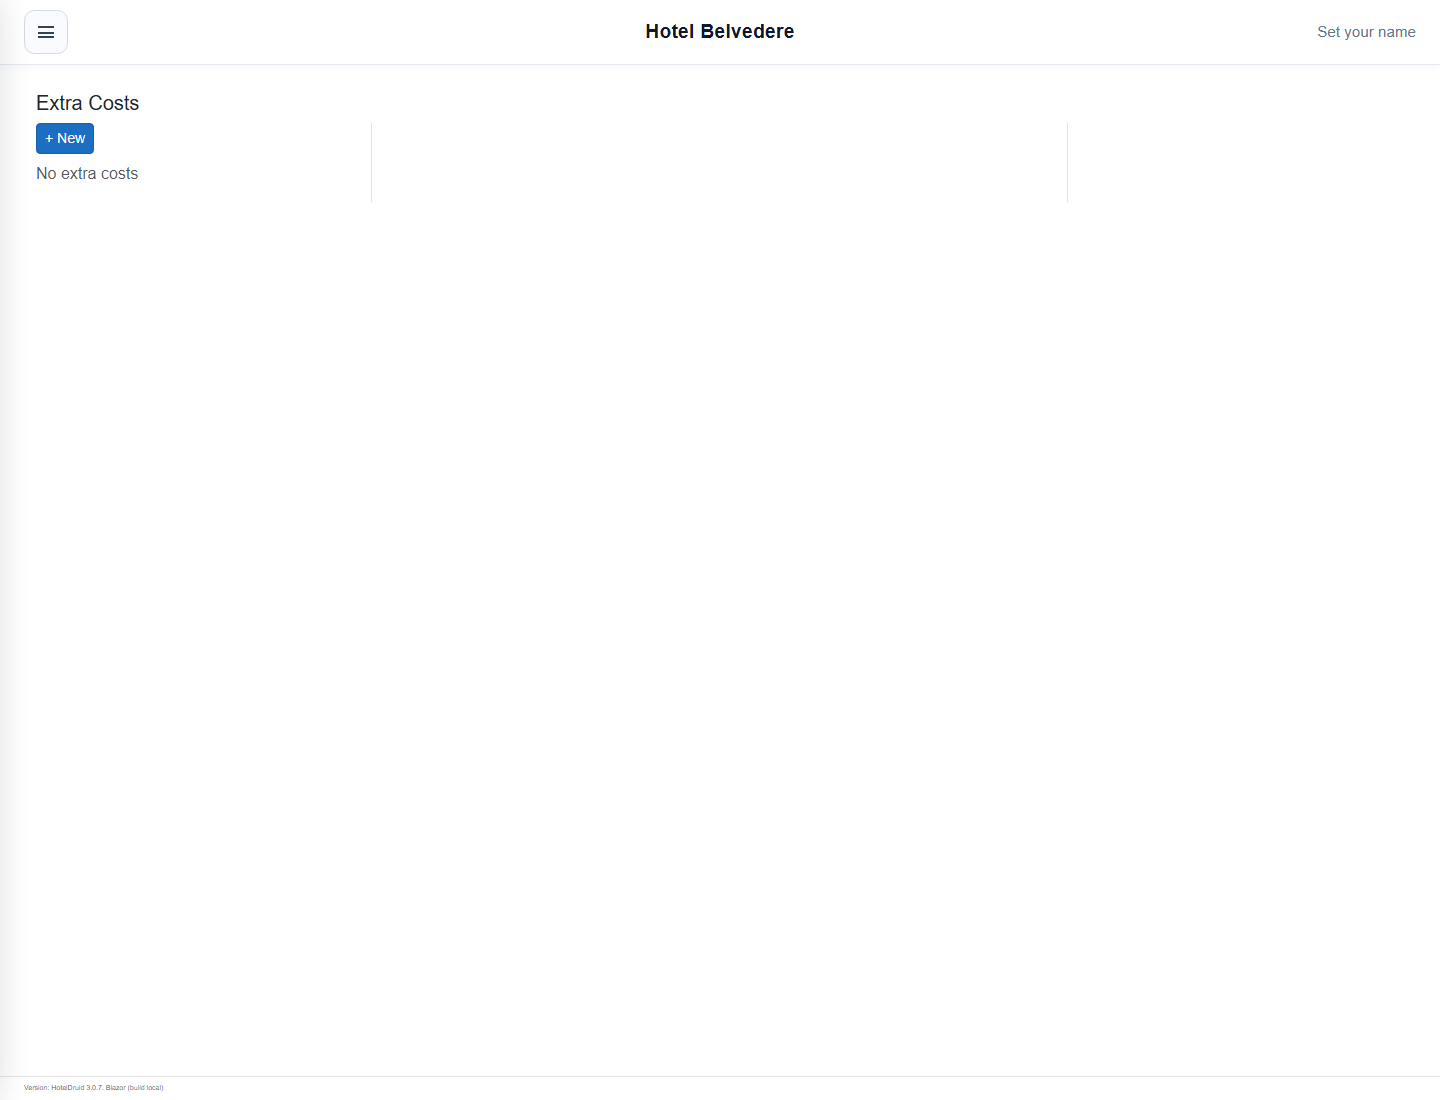 Hotel Belvedere
Set your name
Extra Costs
+ New
No extra costs
Version: HotelDruid 3.0.7. Blazor (build local)